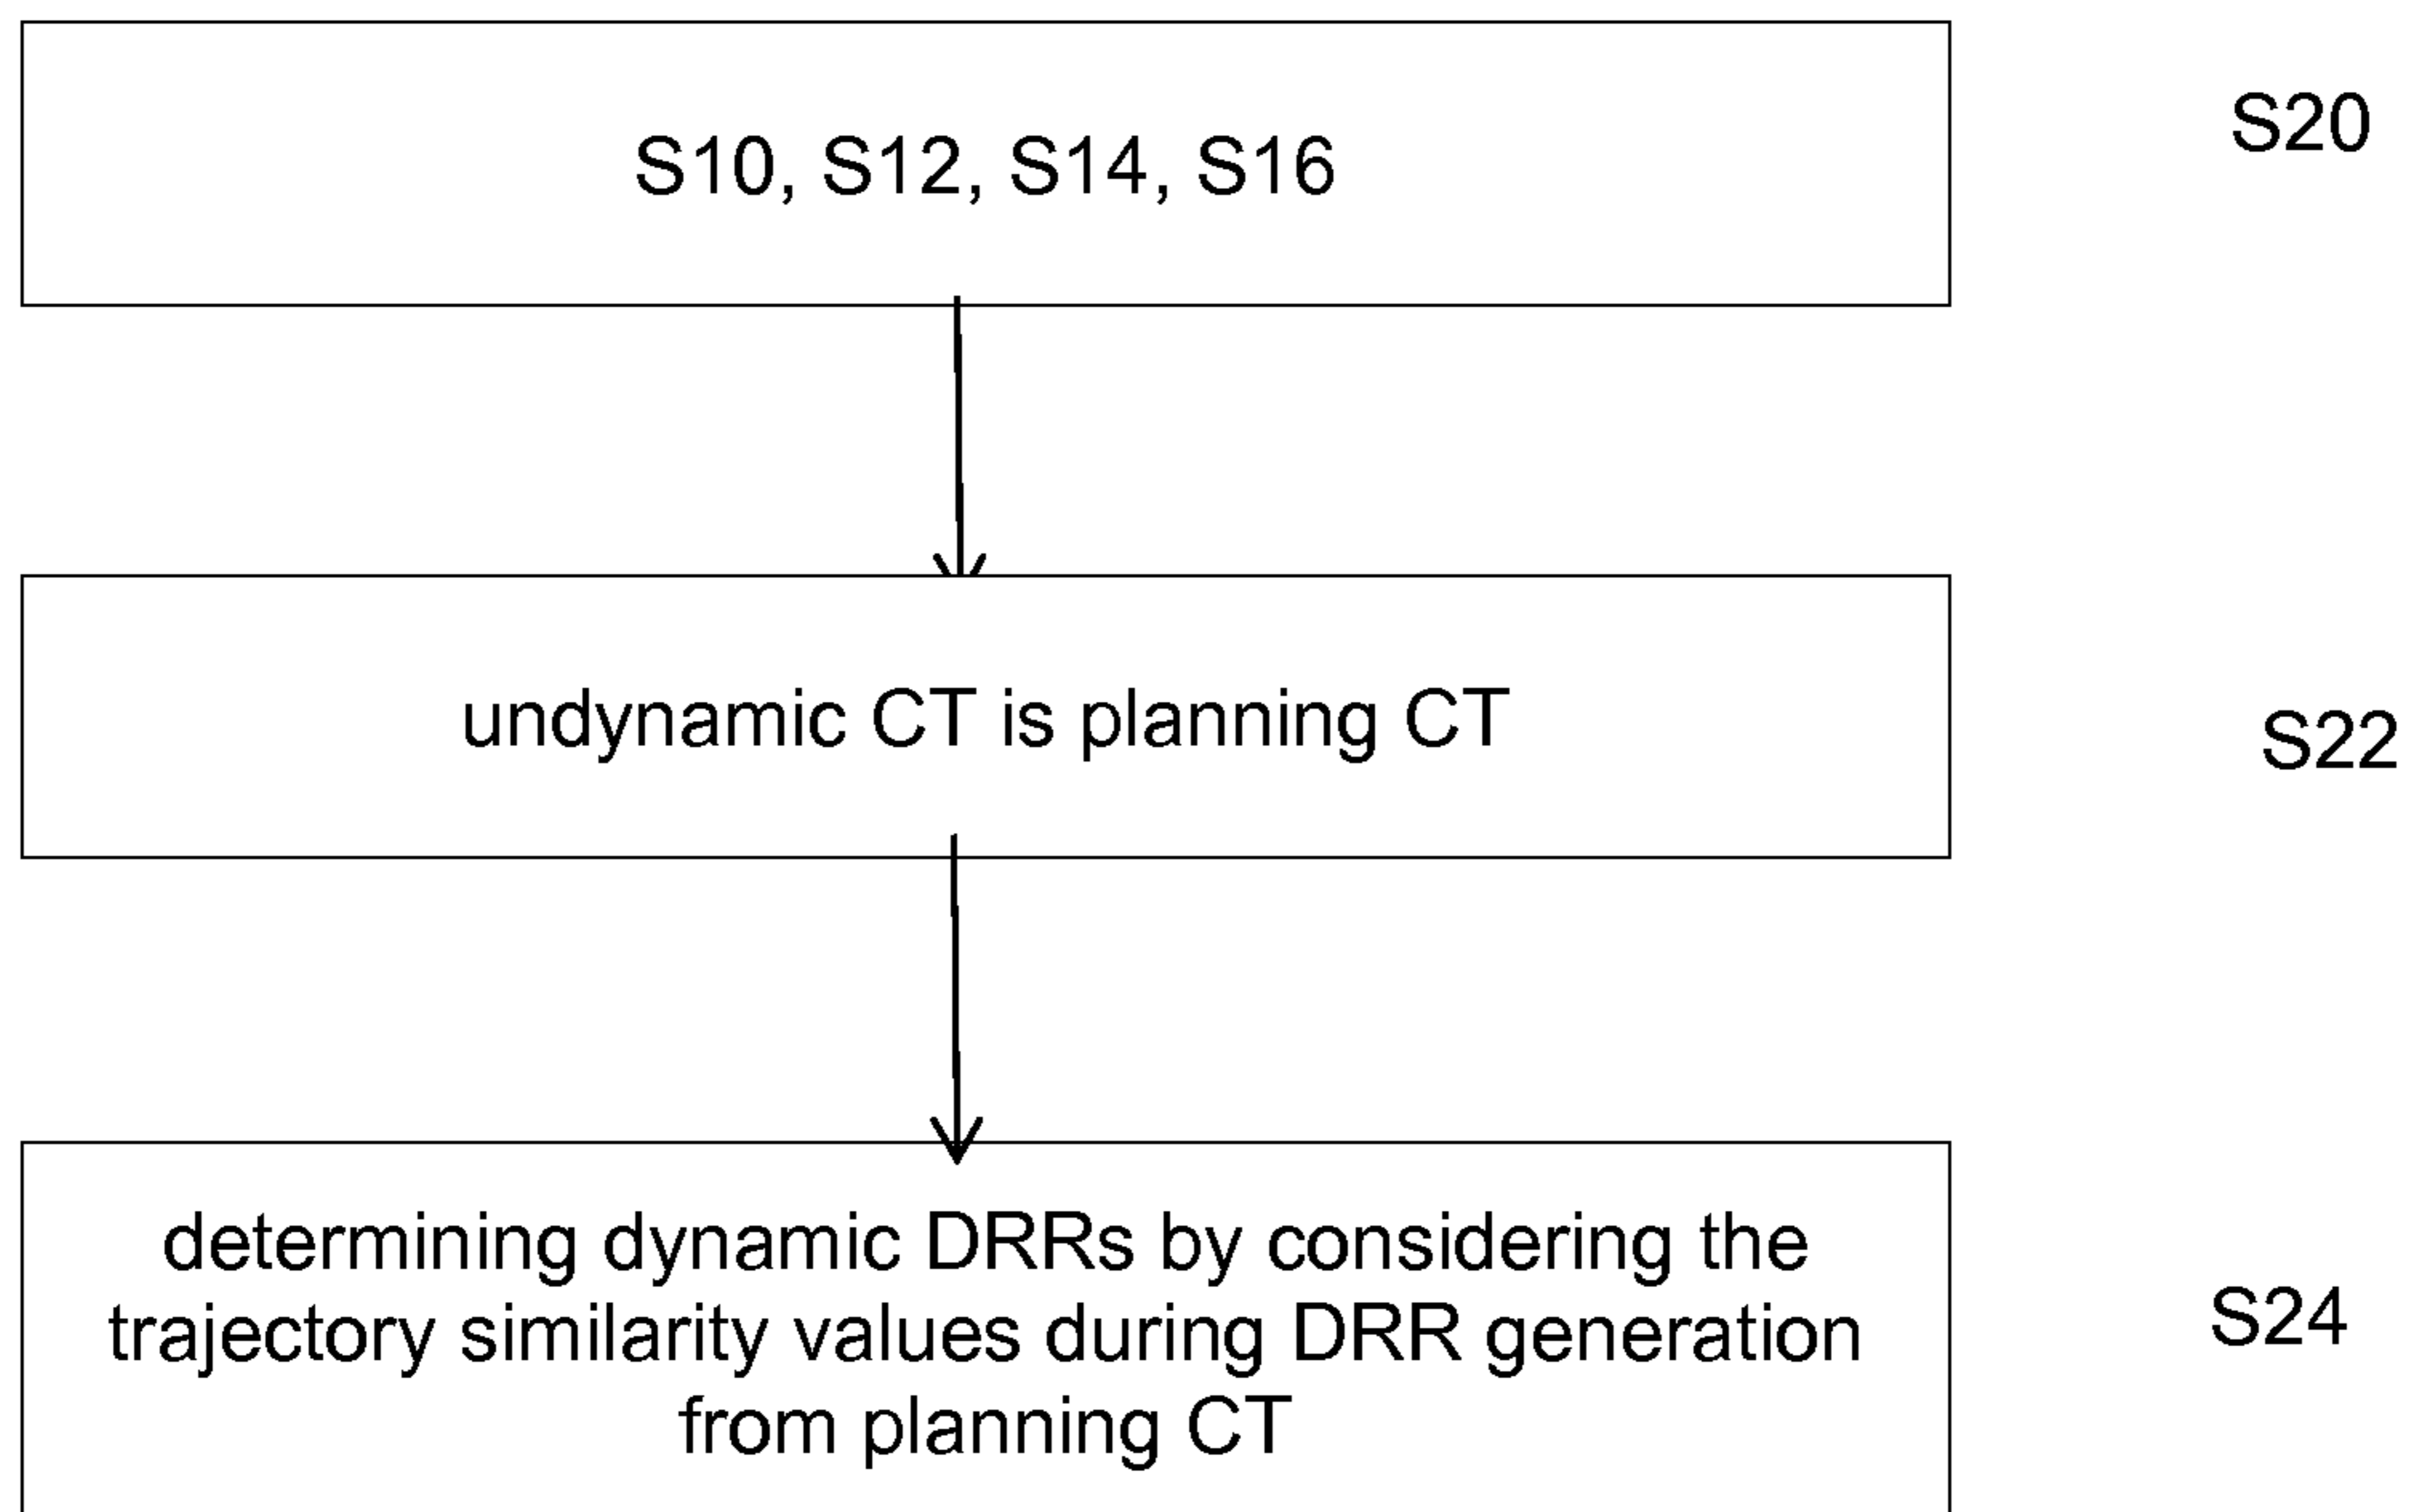 S10, S12, S14, S16
S20
undynamic CT is planning CT
S22
determining dynamic DRRs by considering the
trajectory similarity values during DRR generation
from planning CT
S24